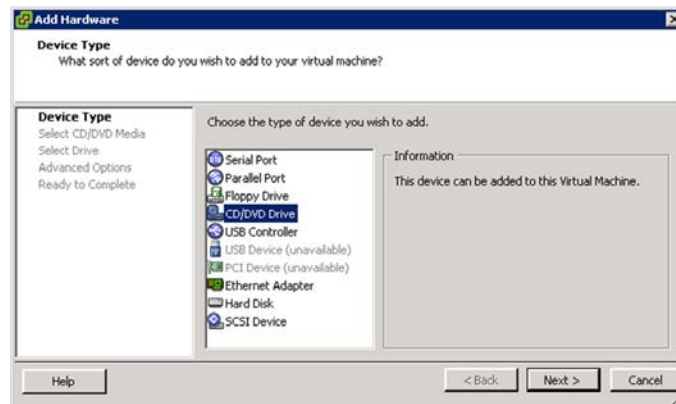 Add Hardware
Device Type
What sort of device do you wish to add to your virtual machine?
Device Type
Select CD/DVD Media
Select Drive
Advanced Options
Ready to Complete
Choose the type of device you wish to add.
Serial Port
Parallel Port
Floppy Drive
CD/DVD Drive
USB Controller
USB Device (unavailable)
PCI Device (unavailable)
Ethernet Adapter
Hard Disk
SCSI Device
Information
This device can be added to this Virtual Machine.
Help
< Back
Next >
Cancel